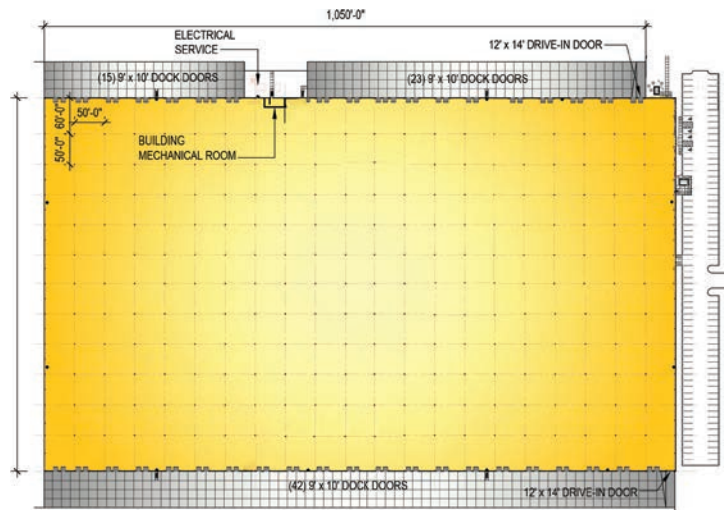 1,050'-0"
ELECTRICAL
SERVICE
12' x 14' DRIVE-IN DOOR
(15) 9' x 10' DOCK DOORS
(23) 9' x 10' DOCK DOORS
60'-0"
50'-0"
50'-0"
BUILDING
MECHANICAL ROOM
(42) 9' x 10' DOCK DOORS
12' x 14' DRIVE-IN DOOR